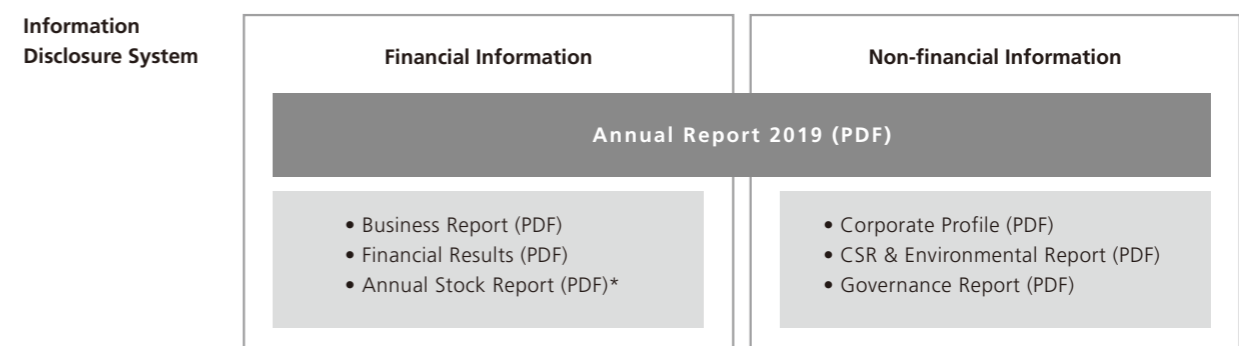 Information
Disclosure System
Financial Information
Non-financial Information
Annual Report 2019 (PDF)
• Business Report (PDF)
• Financial Results (PDF)
• Annual Stock Report (PDF)*
• Corporate Profile (PDF)
• CSR & Environmental Report (PDF)
• Governance Report (PDF)